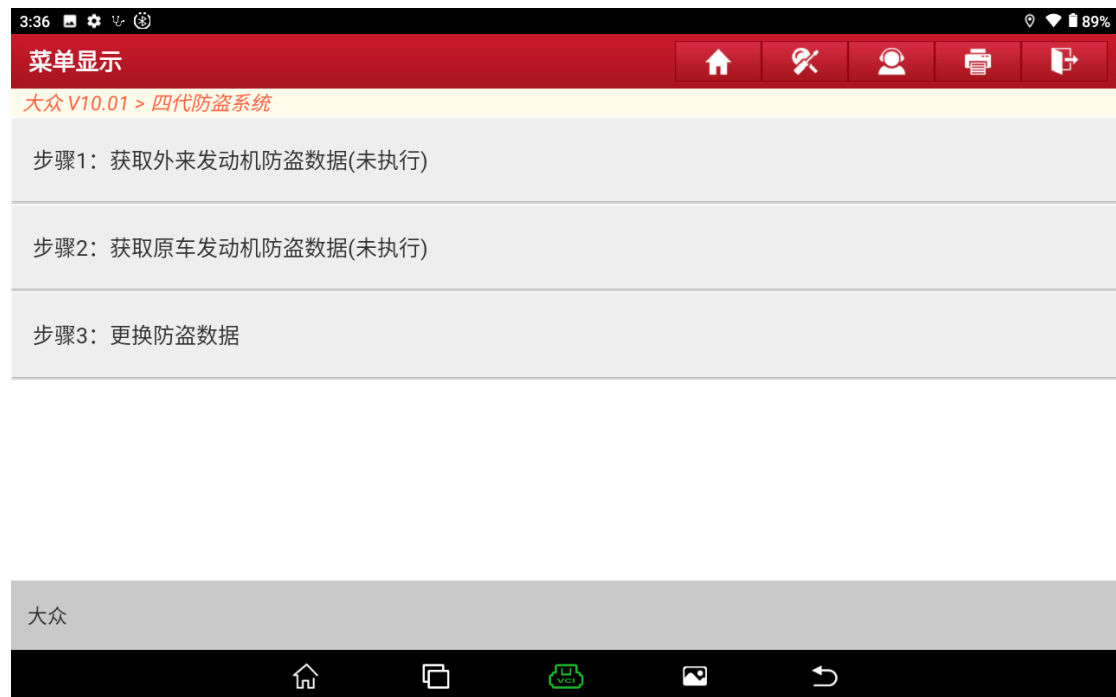 3:36
89%
菜单显示
大众 V10.01 > 四代防盗系统
步骤1：获取外来发动机防盗数据(未执行)
步骤2：获取原车发动机防盗数据(未执行)
步骤3：更换防盗数据
大众
VCI